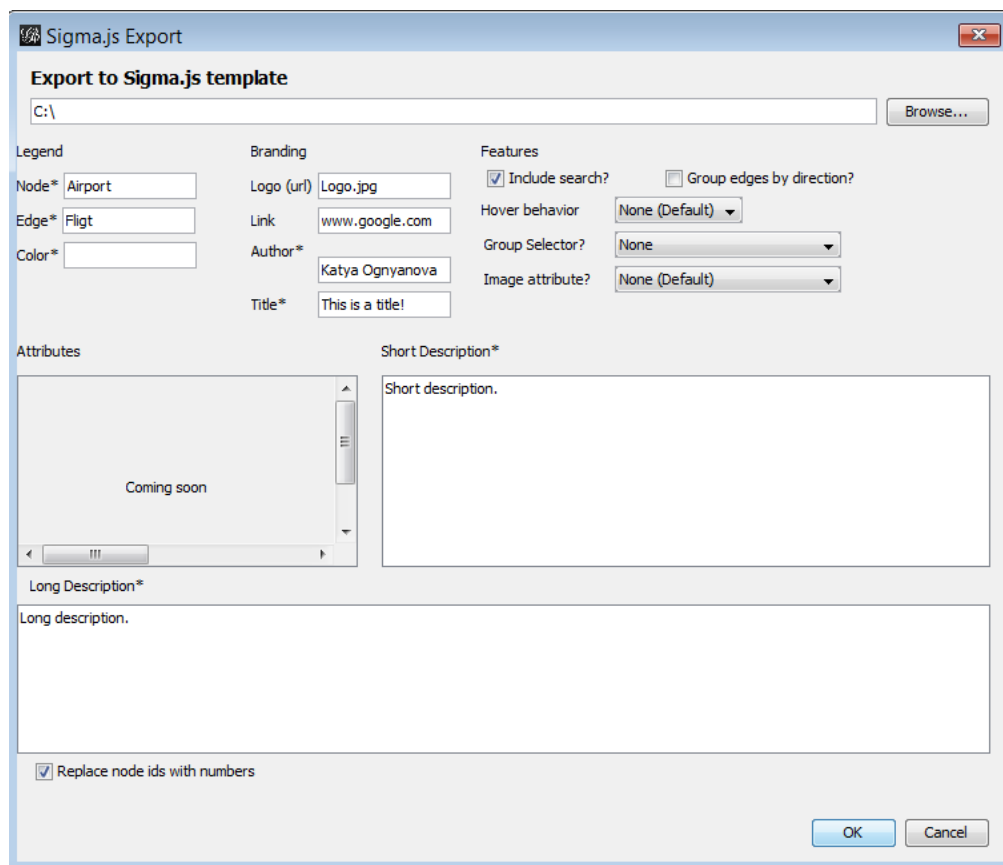 Sigma.js Export
Export to Sigma.js template
C:\
Browse...
Legend
Branding
Features
Node* Airport
Logo (url) Logo.jpg
Include search?
Group edges by direction?
Edge* Fligt
Link www.google.com
Hover behavior None (Default)
Color*
Author* Katya Ognyanova
Group Selector? None
Image attribute? None (Default)
Title* This is a title!
Attributes
Short Description*
Coming soon
Short description.
Long Description*
Long description.
Replace node ids with numbers
OK
Cancel